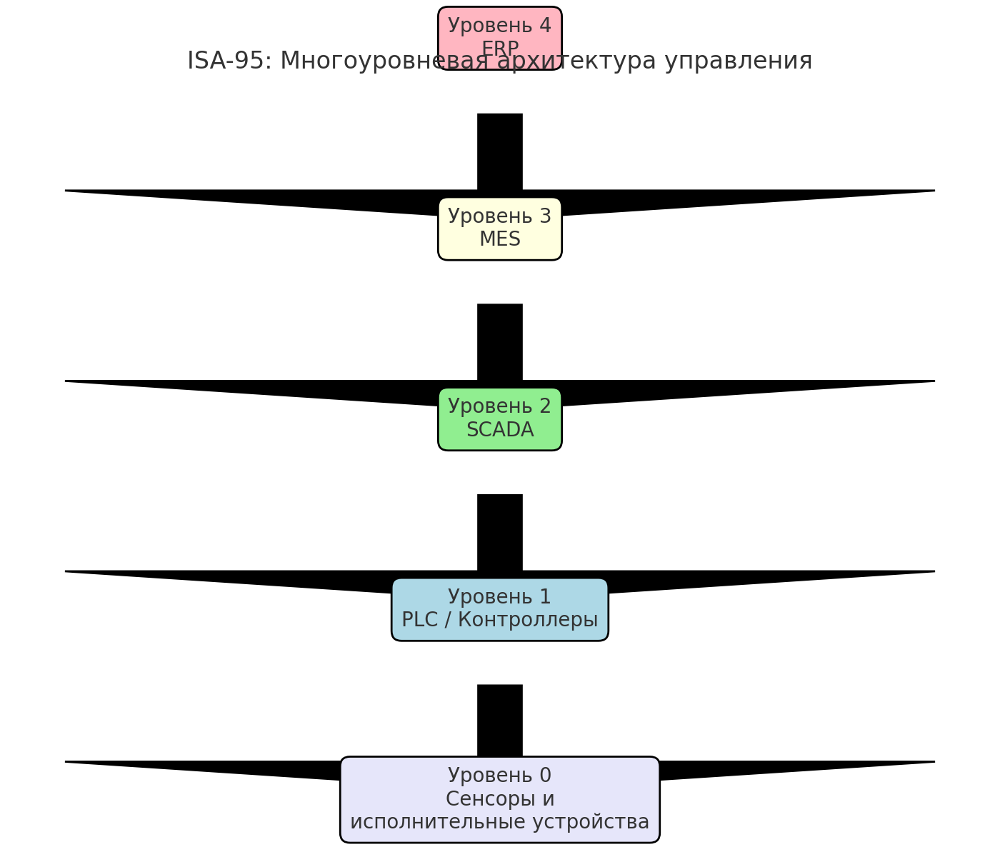 Уровень 4
ERP
ISA-95: Многоуровневая архитектура управления
Уровень 3
MES
Уровень 2
SCADA
Уровень 1
PLC / Контроллеры
Уровень 0
Сенсоры и
исполнительные устройства